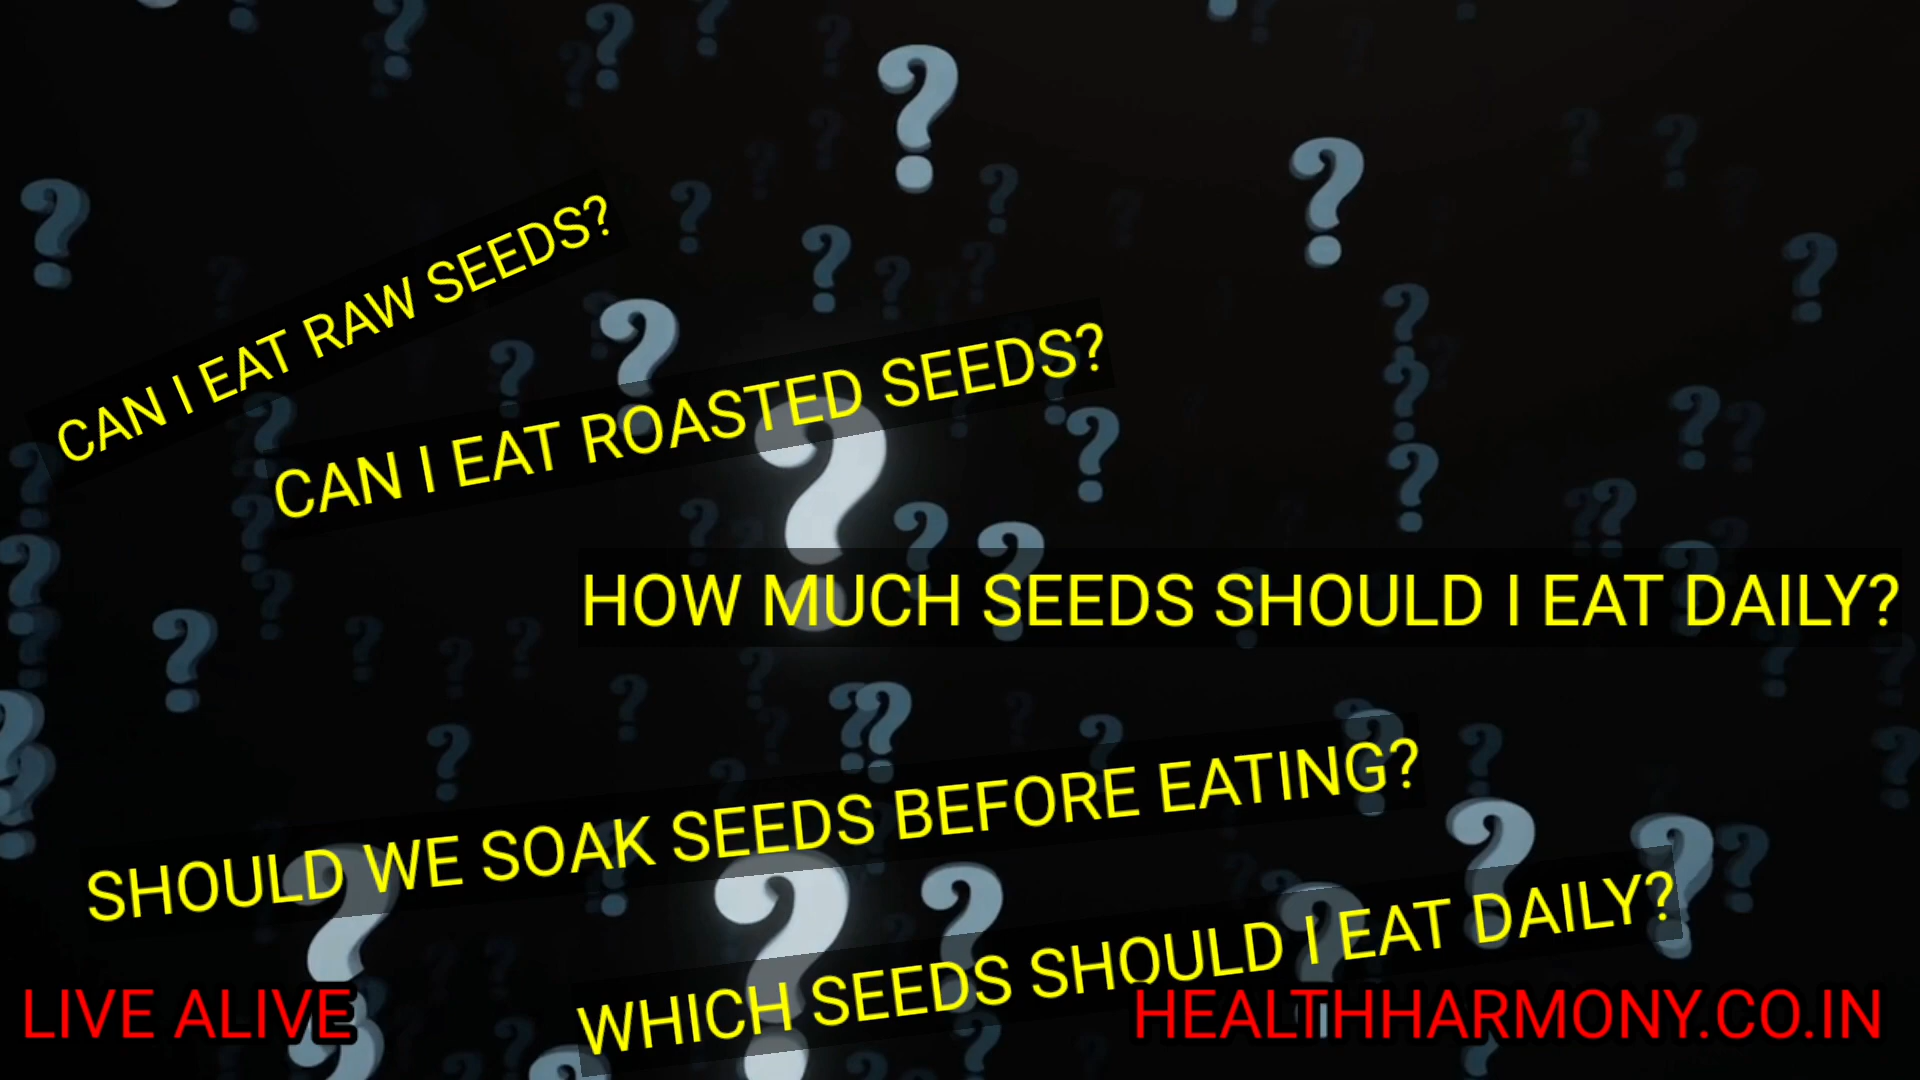 CAN I EAT RAW SEEDS?
CAN I EAT ROASTED SEEDS?
HOW MUCH SEEDS SHOULD I EAT DAILY?
SHOULD WE SOAK SEEDS BEFORE EATING?
WHICH SEEDS SHOULD I EAT DAILY?
LIVE ALIVE
HEALTHHARMONY.CO.IN